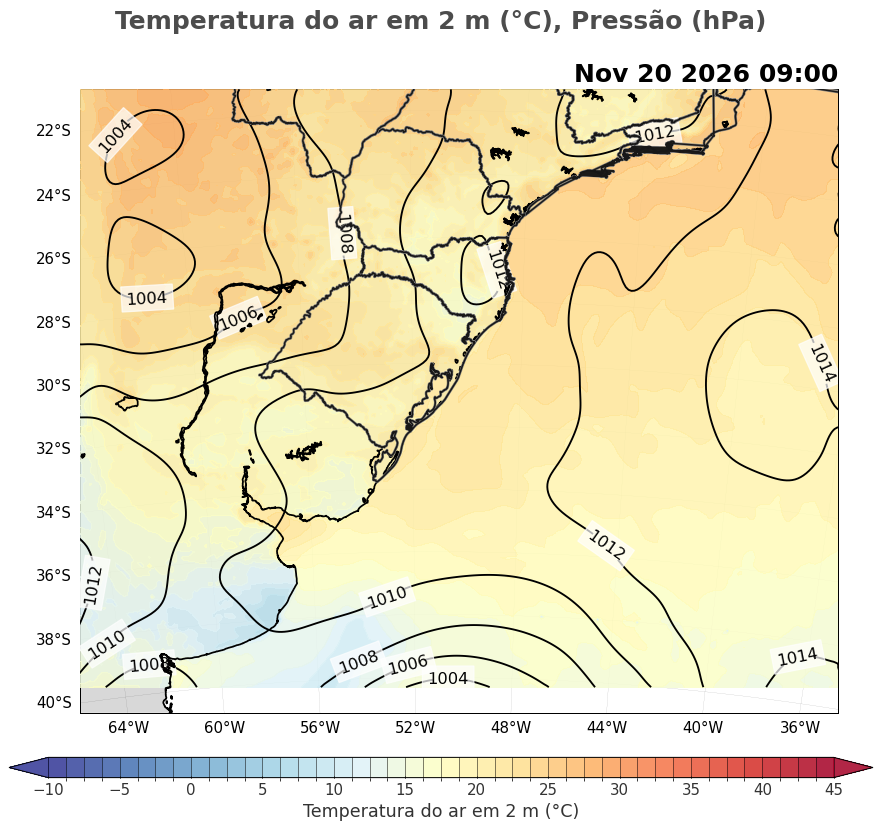 Temperatura do ar em 2 m (°C), Pressão (hPa)
Nov 20 2026 09:00
22°S
24°S
26°S
28°S
30°S
32°S
34°S
36°S
38°S
40°S
1004
1012
1008
1012
1004
1006
1014
1012
1012
1010
1010
1008
1008
1006
1004
1014
64°W
60°W
56°W
52°W
48°W
44°W
40°W
36°W
−10
−5
0
5
10
15
20
25
30
35
40
45
Temperatura do ar em 2 m (°C)